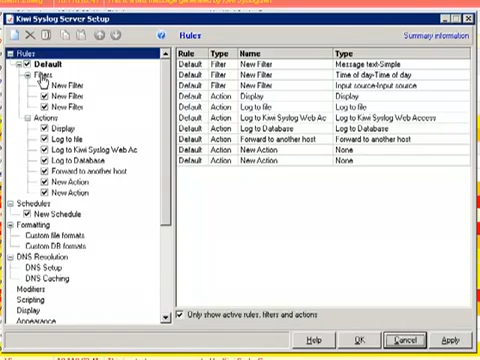 Kiwi Syslog Server Setup
Rules
Summary information
Rules
Default
Filters
New Filter
New Filter
New Filter
Actions
Display
Log to file
Log to Kiwi Syslog Web Ac
Log to Database
Forward to another host
New Action
New Action
Schedules
New Schedule
Formatting
Custom file formats
Custom DB formats
DNS Resolution
DNS Setup
DNS Caching
Modifiers
Scripting
Display
Appearance
Rule Type Name Type
Default Filter New Filter Message text-Simple
Default Filter New Filter Time of day-Time of day
Default Filter New Filter Input source-Input source
Default Action Display Display
Default Action Log to file Log to file
Default Action Log to Kiwi Syslog Web Ac Log to Kiwi Syslog Web Access
Default Action Log to Database Log to Database
Default Action Forward to another host Forward to another host
Default Action New Action None
Default Action New Action None
Only show active rules, filters and actions
Help OK Cancel Apply